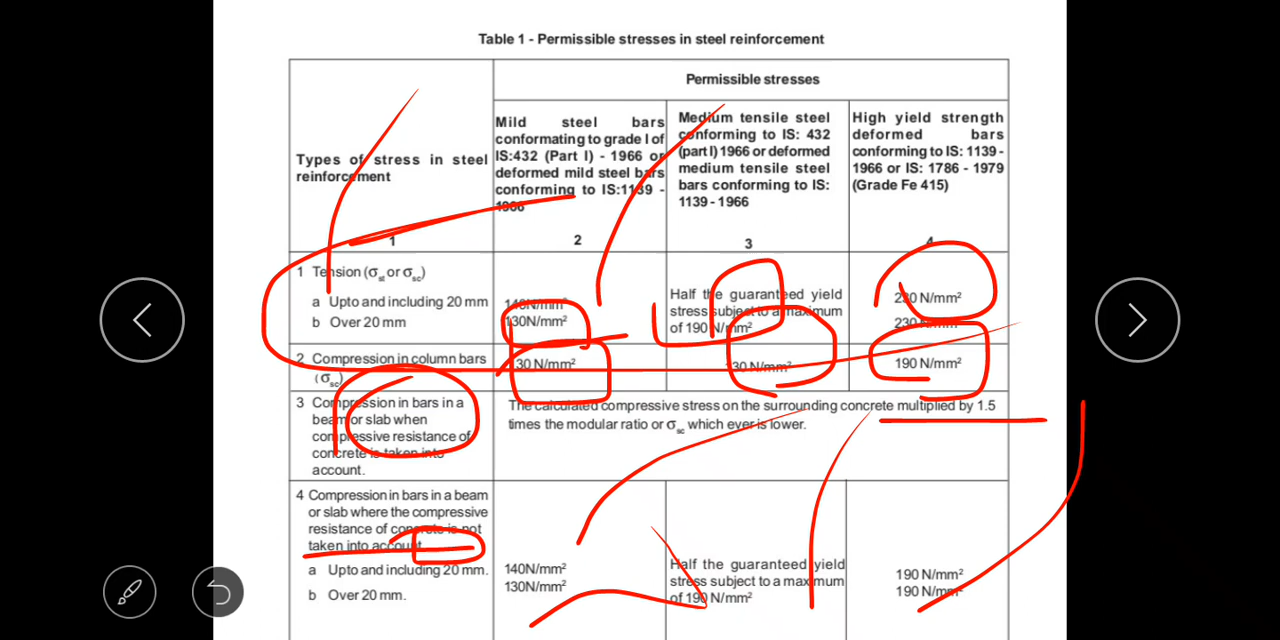 Table 1 - Permissible stresses in steel reinforcement
Permissible stresses
Types of stress in steel
reinforcement
1
Mild steel bars
conformating to grade I of
IS:432 (Part I) - 1966 or
deformed mild steel bars
conforming to IS:1139 -
1966
2
Medium tensile steel
conforming to IS: 432
(part I) 1966 or deformed
medium tensile steel
bars conforming to IS:
1139 - 1966
3
High yield strength
deformed bars
conforming to IS: 1139 -
1966 or IS: 1786 - 1979
(Grade Fe 415)
4
1 Tension (σst or σsc)
a Upto and including 20 mm
b Over 20 mm
140N/mm²
130N/mm²
Half the guaranteed yield
stress subject to a maximum
of 190 N/mm²
230 N/mm²
230 N/mm²
2 Compression in column bars
(σsc)
130 N/mm²
130 N/mm²
190 N/mm²
3 Compression in bars in a
beam or slab when
compressive resistance of
concrete is taken into
account.
The calculated compressive stress on the surrounding concrete multiplied by 1.5
times the modular ratio or σsc which ever is lower.
4 Compression in bars in a beam
or slab where the compressive
resistance of concrete is not
taken into account
a Upto and including 20 mm.
b Over 20 mm.
140N/mm²
130N/mm²
Half the guaranteed yield
stress subject to a maximum
of 190 N/mm²
190 N/mm²
190 N/mm²